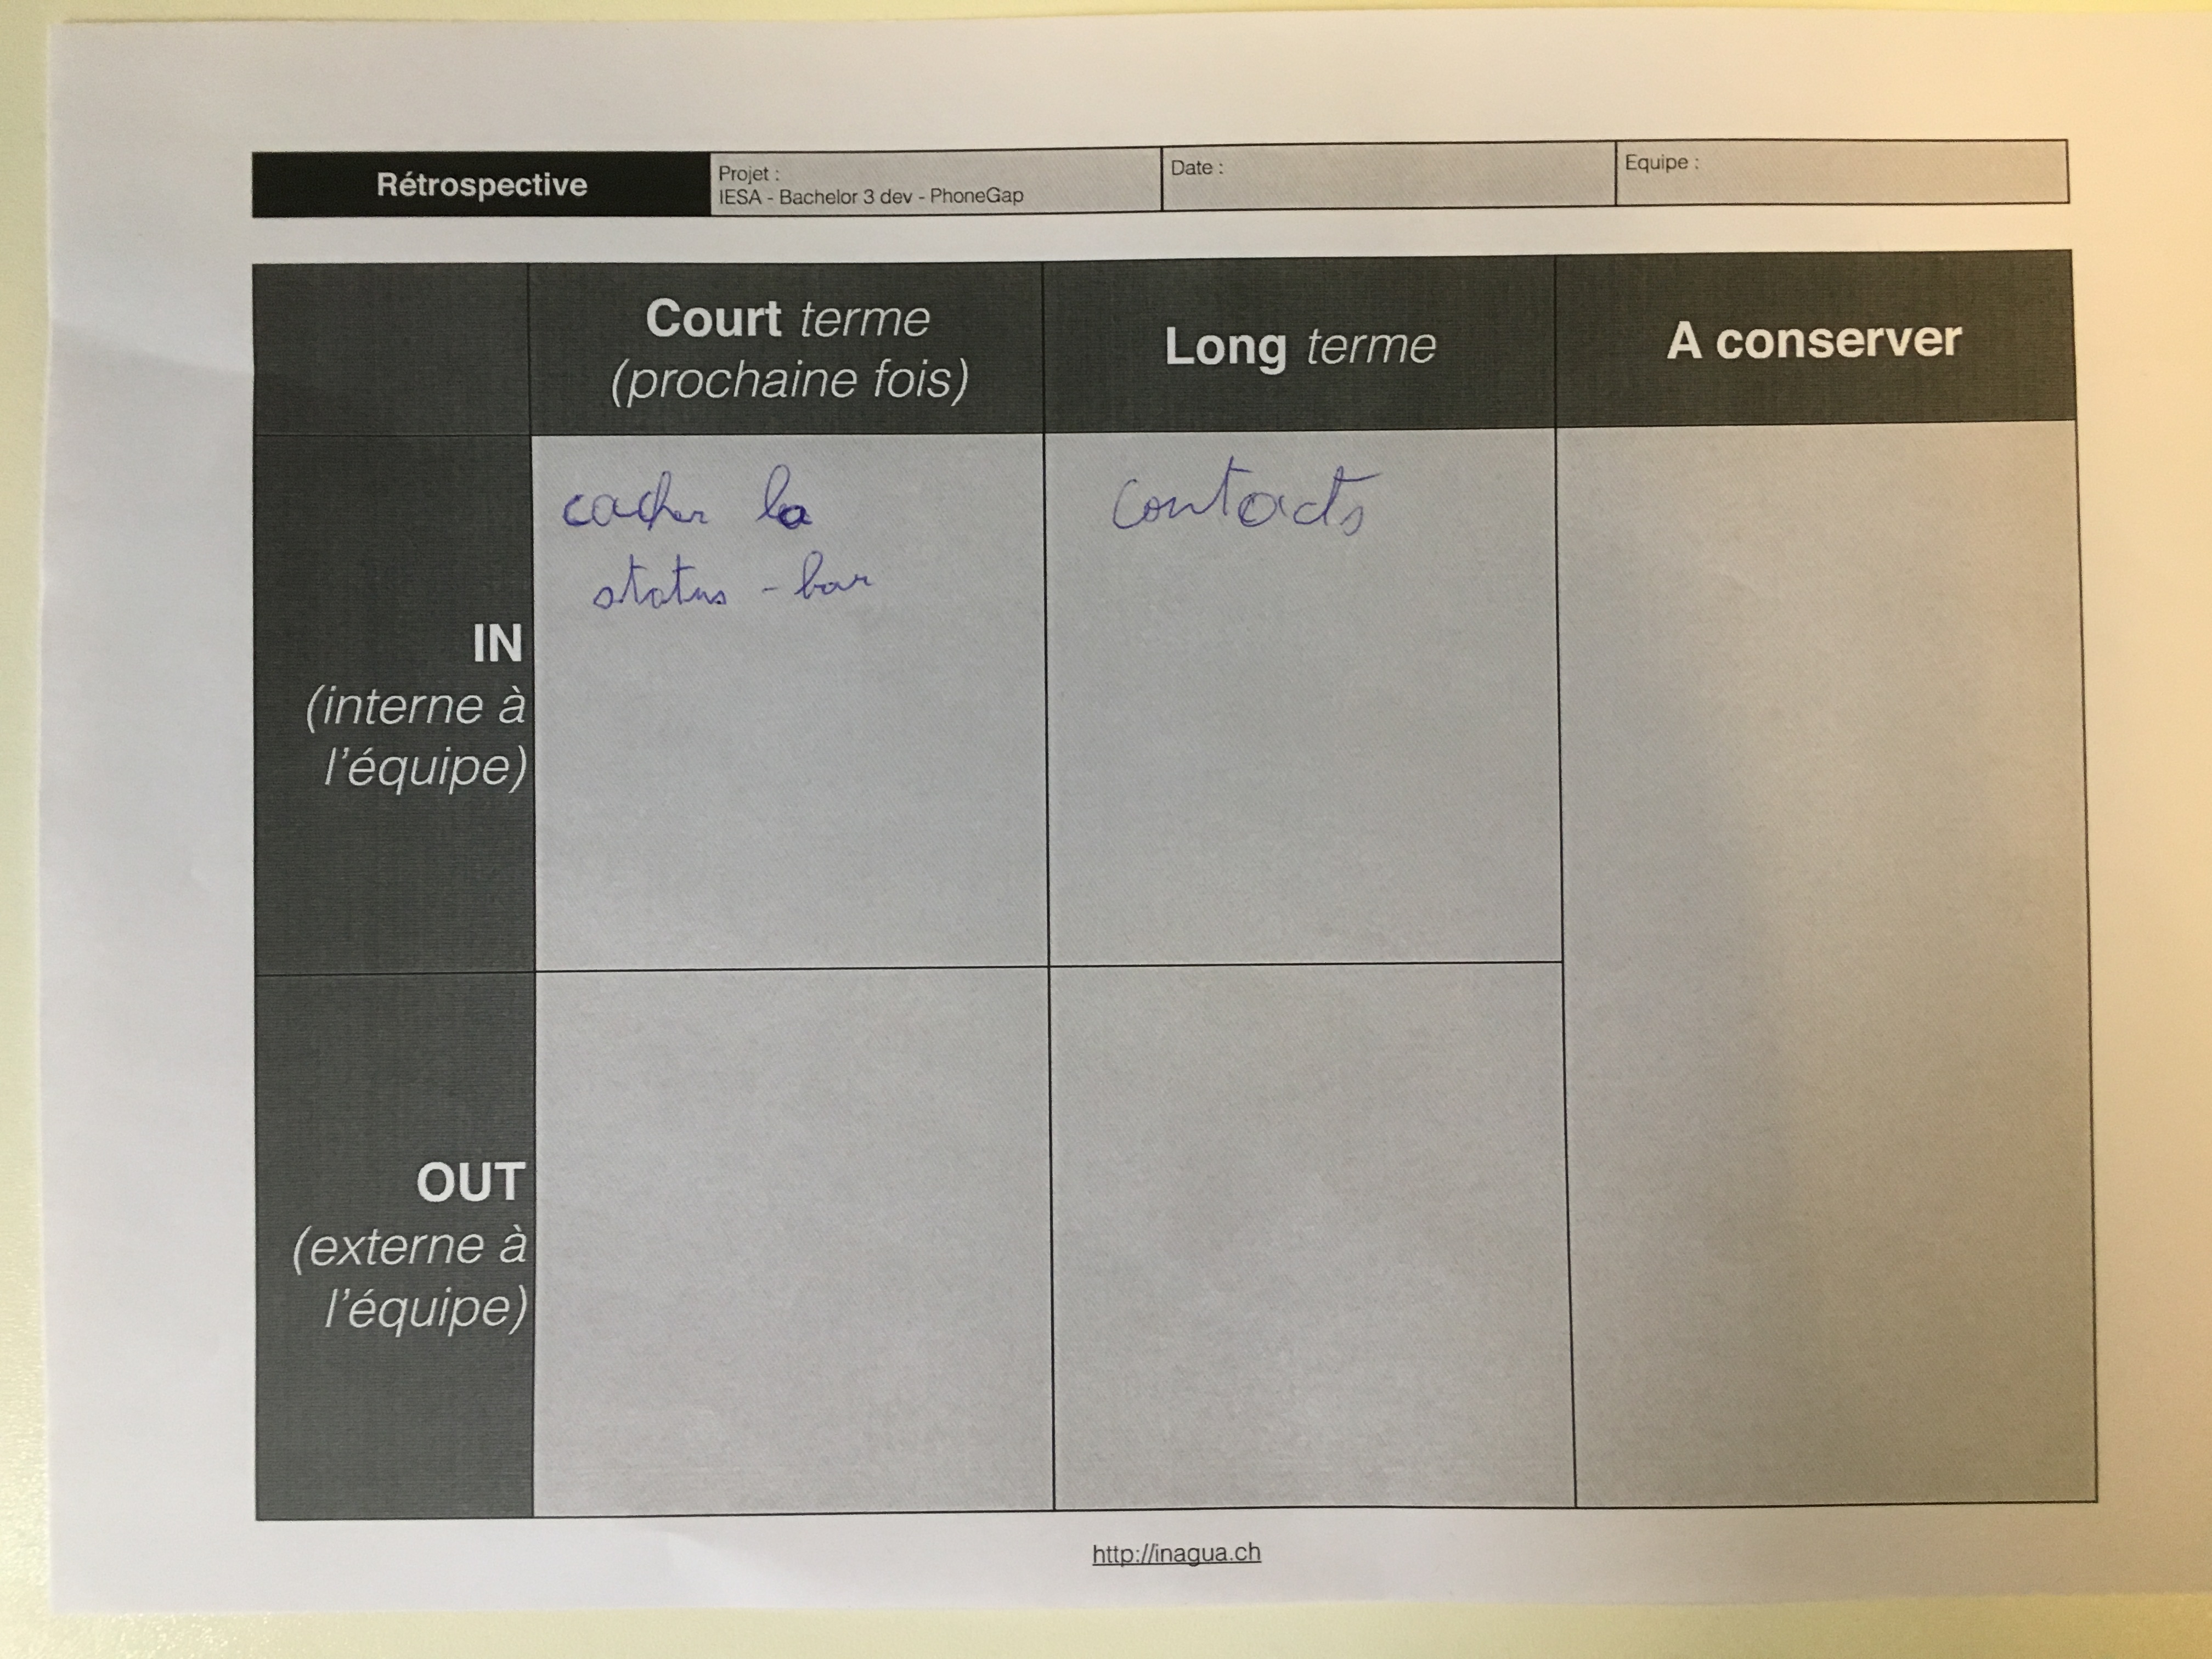 Rétrospective
Projet :
IESA - Bachelor 3 dev - PhoneGap
Date :
Equipe :
Court terme
(prochaine fois)
Long terme
A conserver
IN
(interne à
l'équipe)
cacher la
status - bar
Contacts
OUT
(externe à
l'équipe)
http://inagua.ch